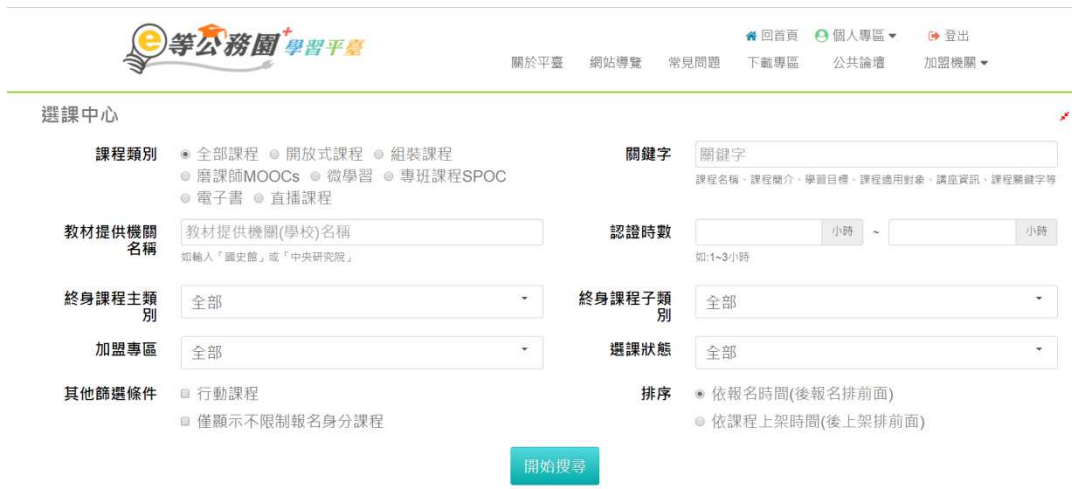 e等公務園+學習平臺
回首頁 個人專區 登出
關於平臺 網站導覽 常見問題 下載專區 公共論壇 加盟機關
選課中心
課程類別 全部課程 開放式課程 組裝課程
磨課師MOOCs 微學習 專班課程SPOC
電子書 直播課程
關鍵字 關鍵字
課程名稱、課程簡介、學習目標、課程適用對象、講座資訊、課程關鍵字等
教材提供機關
名稱
教材提供機關(學校)名稱
如輸入「國史館」或「中央研究院」
認證時數 小時 ~ 小時
如:1~3小時
終身課程主類
別
全部
終身課程子類
別
全部
加盟專區 全部
選課狀態 全部
其他篩選條件 行動課程
僅顯示不限制報名身分課程
排序 依報名時間(後報名排前面)
依課程上架時間(後上架排前面)
開始搜尋